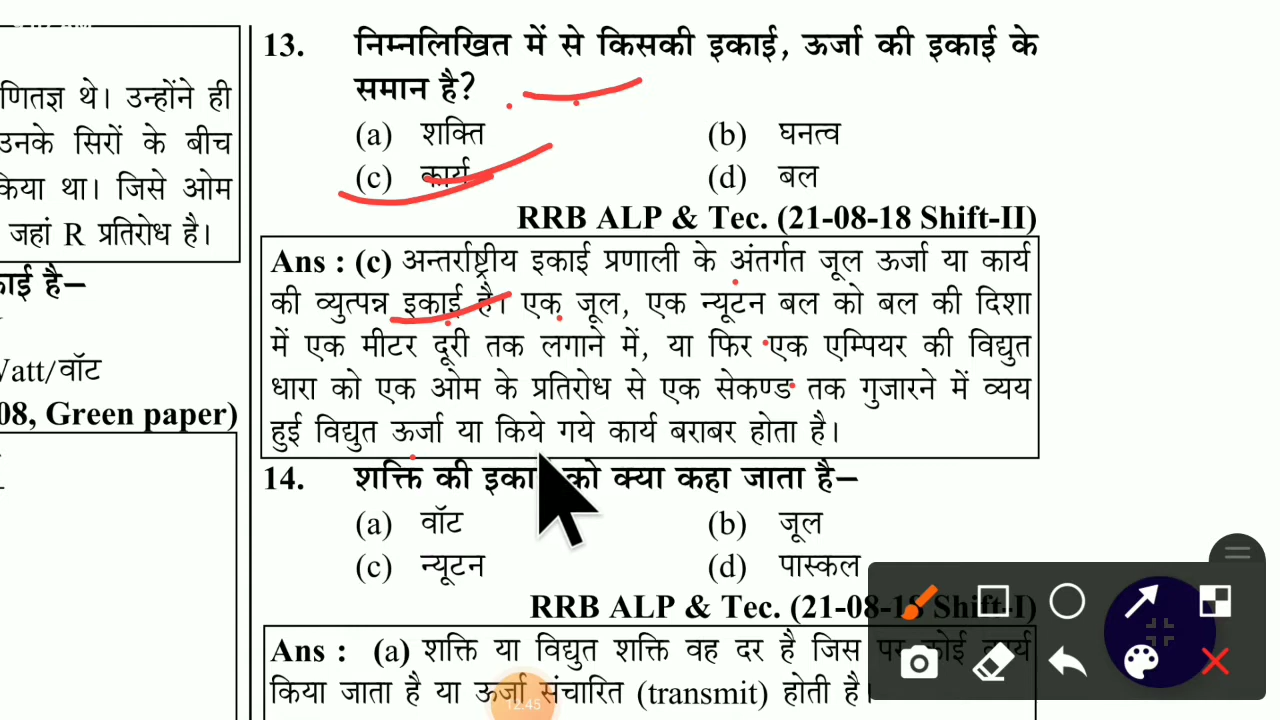 णितज्ञ थे। उन्होंने ही
उनके सिरों के बीच
किया था। जिसे ओम
जहां R प्रतिरोध है।
काई है–
Watt/वॉट
08, Green paper)
13. निम्नलिखित में से किसकी इकाई, ऊर्जा की इकाई के
समान है?
(a) शक्ति (b) घनत्व
(c) कार्य (d) बल
RRB ALP & Tec. (21-08-18 Shift-II)
Ans : (c) अन्तर्राष्ट्रीय इकाई प्रणाली के अंतर्गत जूल ऊर्जा या कार्य
की व्युत्पन्न इकाई है। एक जूल, एक न्यूटन बल को बल की दिशा
में एक मीटर दूरी तक लगाने में, या फिर एक एम्पियर की विद्युत
धारा को एक ओम के प्रतिरोध से एक सेकण्ड तक गुजारने में व्यय
हुई विद्युत ऊर्जा या किये गये कार्य बराबर होता है।
14. शक्ति की इका को क्या कहा जाता है–
(a) वॉट (b) जूल
(c) न्यूटन (d) पास्कल
RRB ALP & Tec. (21-08-18 Shift-I)
Ans : (a) शक्ति या विद्युत शक्ति वह दर है जिस पर कोई कार्य
किया जाता है या ऊर्जा संचारित (transmit) होती है।
12:45